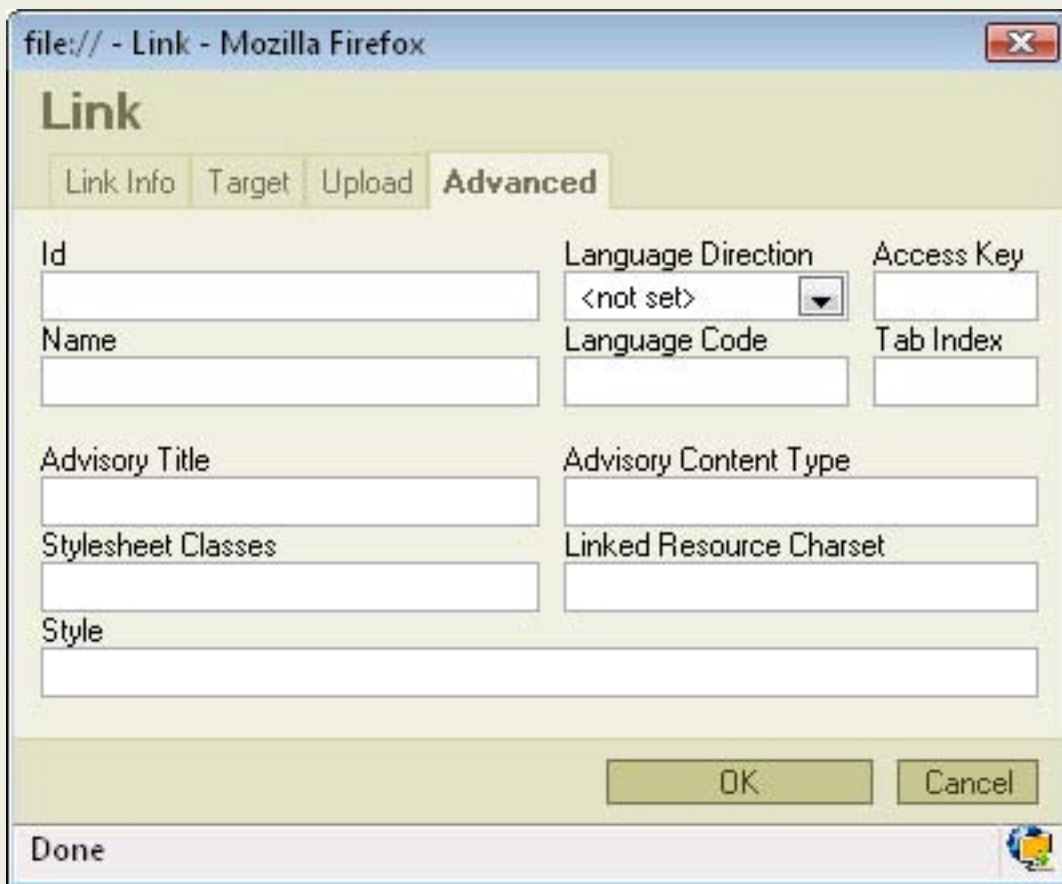 file:// - Link - Mozilla Firefox
Link
Link Info Target Upload Advanced
Id Language Direction Access Key
<not set>
Name Language Code Tab Index
Advisory Title Advisory Content Type
Stylesheet Classes Linked Resource Charset
Style
OK Cancel
Done